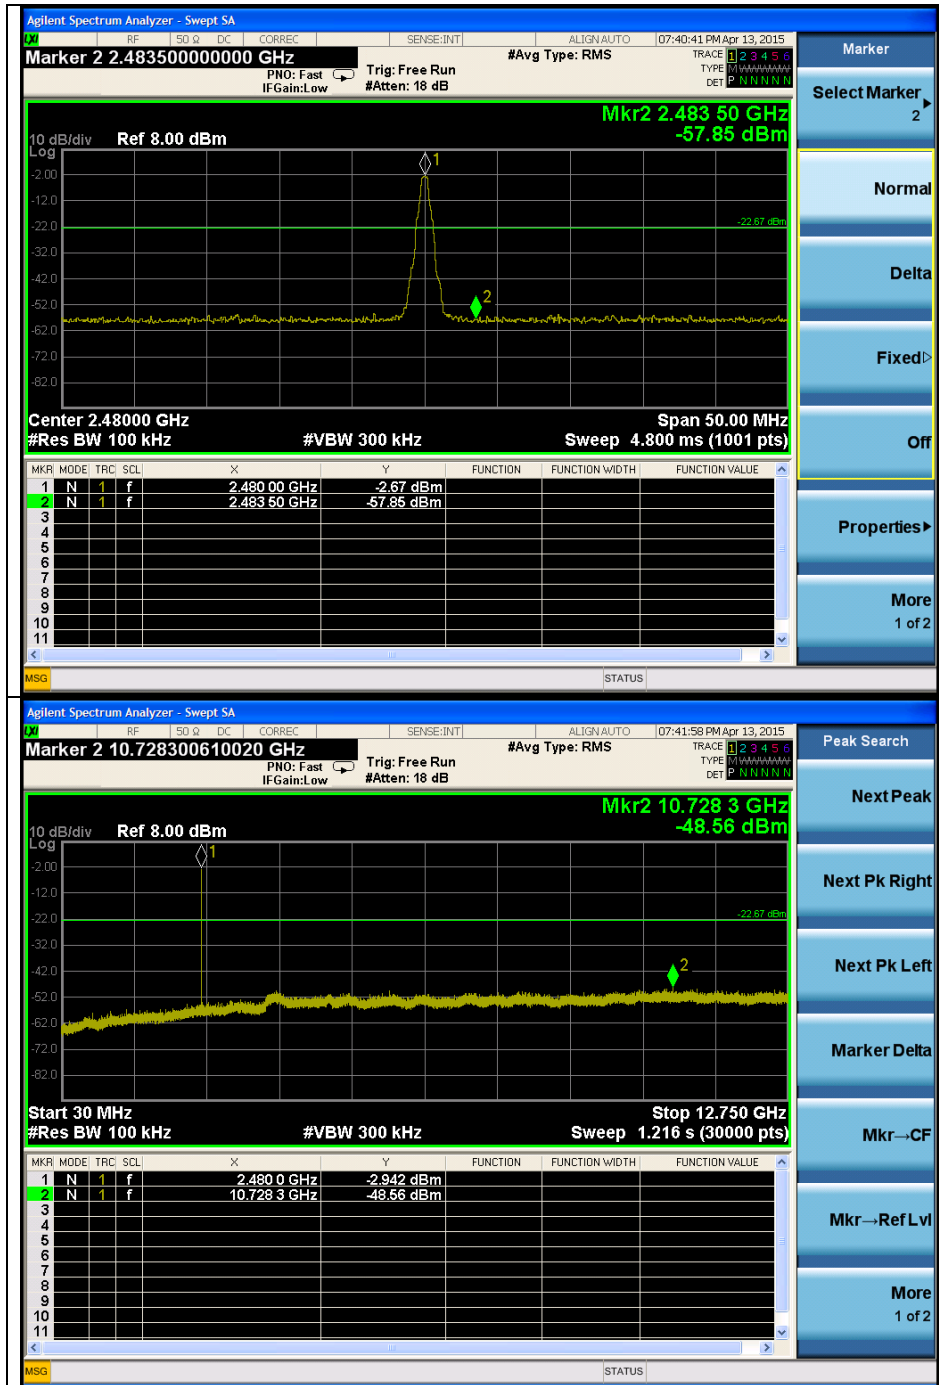 Agilent Spectrum Analyzer - Swept SA
LXI RF 50 Ω DC CORREC SENSE:INT ALIGN AUTO 07:40:41 PM Apr 13, 2015
Marker 2 2.483500000000 GHz
PNO: Fast
IFGain:Low
Trig: Free Run
#Atten: 18 dB
#Avg Type: RMS
TRACE 1 2 3 4 5 6
TYPE M
DET P N N N N N
Mkr2 2.483 50 GHz
-57.85 dBm
10 dB/div Ref 8.00 dBm
Log
1
-2.00
-12.0
-22.0
-22.67 dBm
-32.0
-42.0
-52.0
2
-62.0
-72.0
-82.0
Center 2.48000 GHz Span 50.00 MHz
#Res BW 100 kHz #VBW 300 kHz Sweep 4.800 ms (1001 pts)
MKR MODE TRC SCL X Y FUNCTION FUNCTION WIDTH FUNCTION VALUE
1 N 1 f 2.480 00 GHz -2.67 dBm
2 N 1 f 2.483 50 GHz -57.85 dBm
3
4
5
6
7
8
9
10
11
MSG STATUS
Marker
Select Marker
2
Normal
Delta
Fixed
Off
Properties
More
1 of 2
Agilent Spectrum Analyzer - Swept SA
LXI RF 50 Ω DC CORREC SENSE:INT ALIGN AUTO 07:41:58 PM Apr 13, 2015
Marker 2 10.728300610020 GHz
PNO: Fast
IFGain:Low
Trig: Free Run
#Atten: 18 dB
#Avg Type: RMS
TRACE 1 2 3 4 5 6
TYPE M
DET P N N N N N
Mkr2 10.728 3 GHz
-48.56 dBm
10 dB/div Ref 8.00 dBm
Log
1
-2.00
-12.0
-22.0
-22.67 dBm
-32.0
-42.0
2
-52.0
-62.0
-72.0
-82.0
Start 30 MHz Stop 12.750 GHz
#Res BW 100 kHz #VBW 300 kHz Sweep 1.216 s (30000 pts)
MKR MODE TRC SCL X Y FUNCTION FUNCTION WIDTH FUNCTION VALUE
1 N 1 f 2.480 0 GHz -2.942 dBm
2 N 1 f 10.728 3 GHz -48.56 dBm
3
4
5
6
7
8
9
10
11
MSG STATUS
Peak Search
Next Peak
Next Pk Right
Next Pk Left
Marker Delta
Mkr→CF
Mkr→Ref Lvl
More
1 of 2